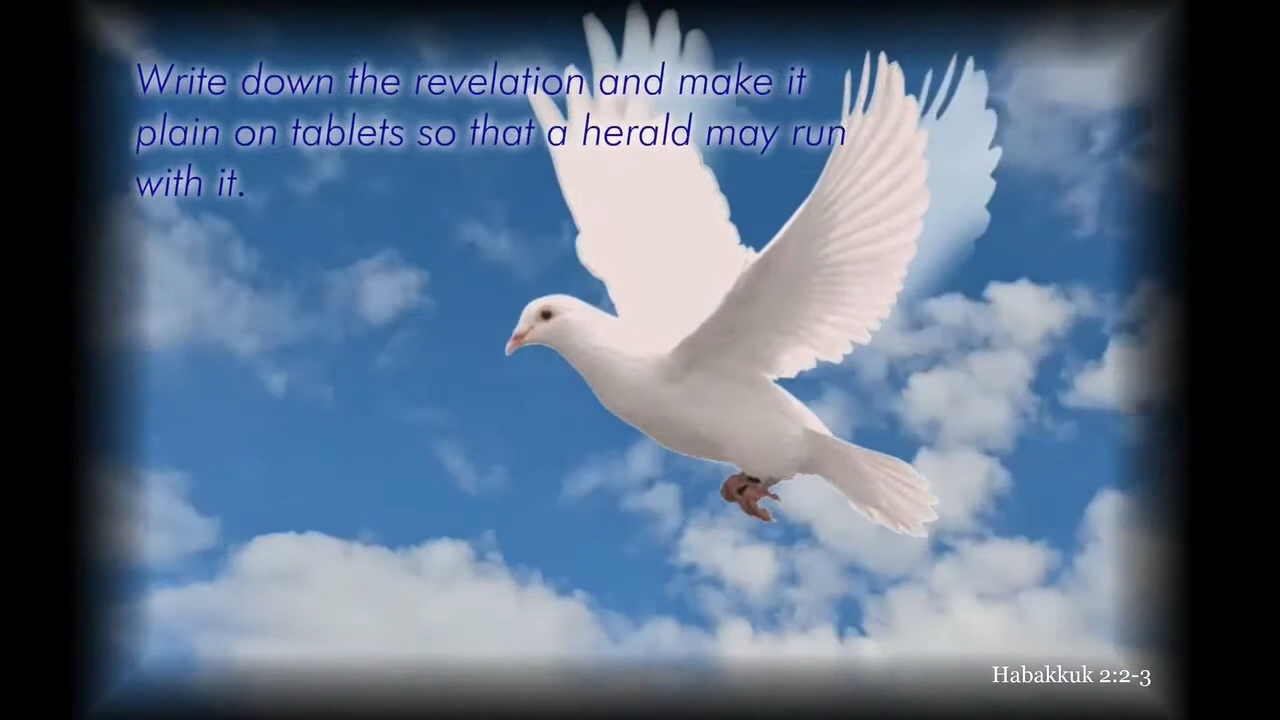 Write down the revelation and make it
plain on tablets so that a herald may run
with it.
Habakkuk 2:2-3